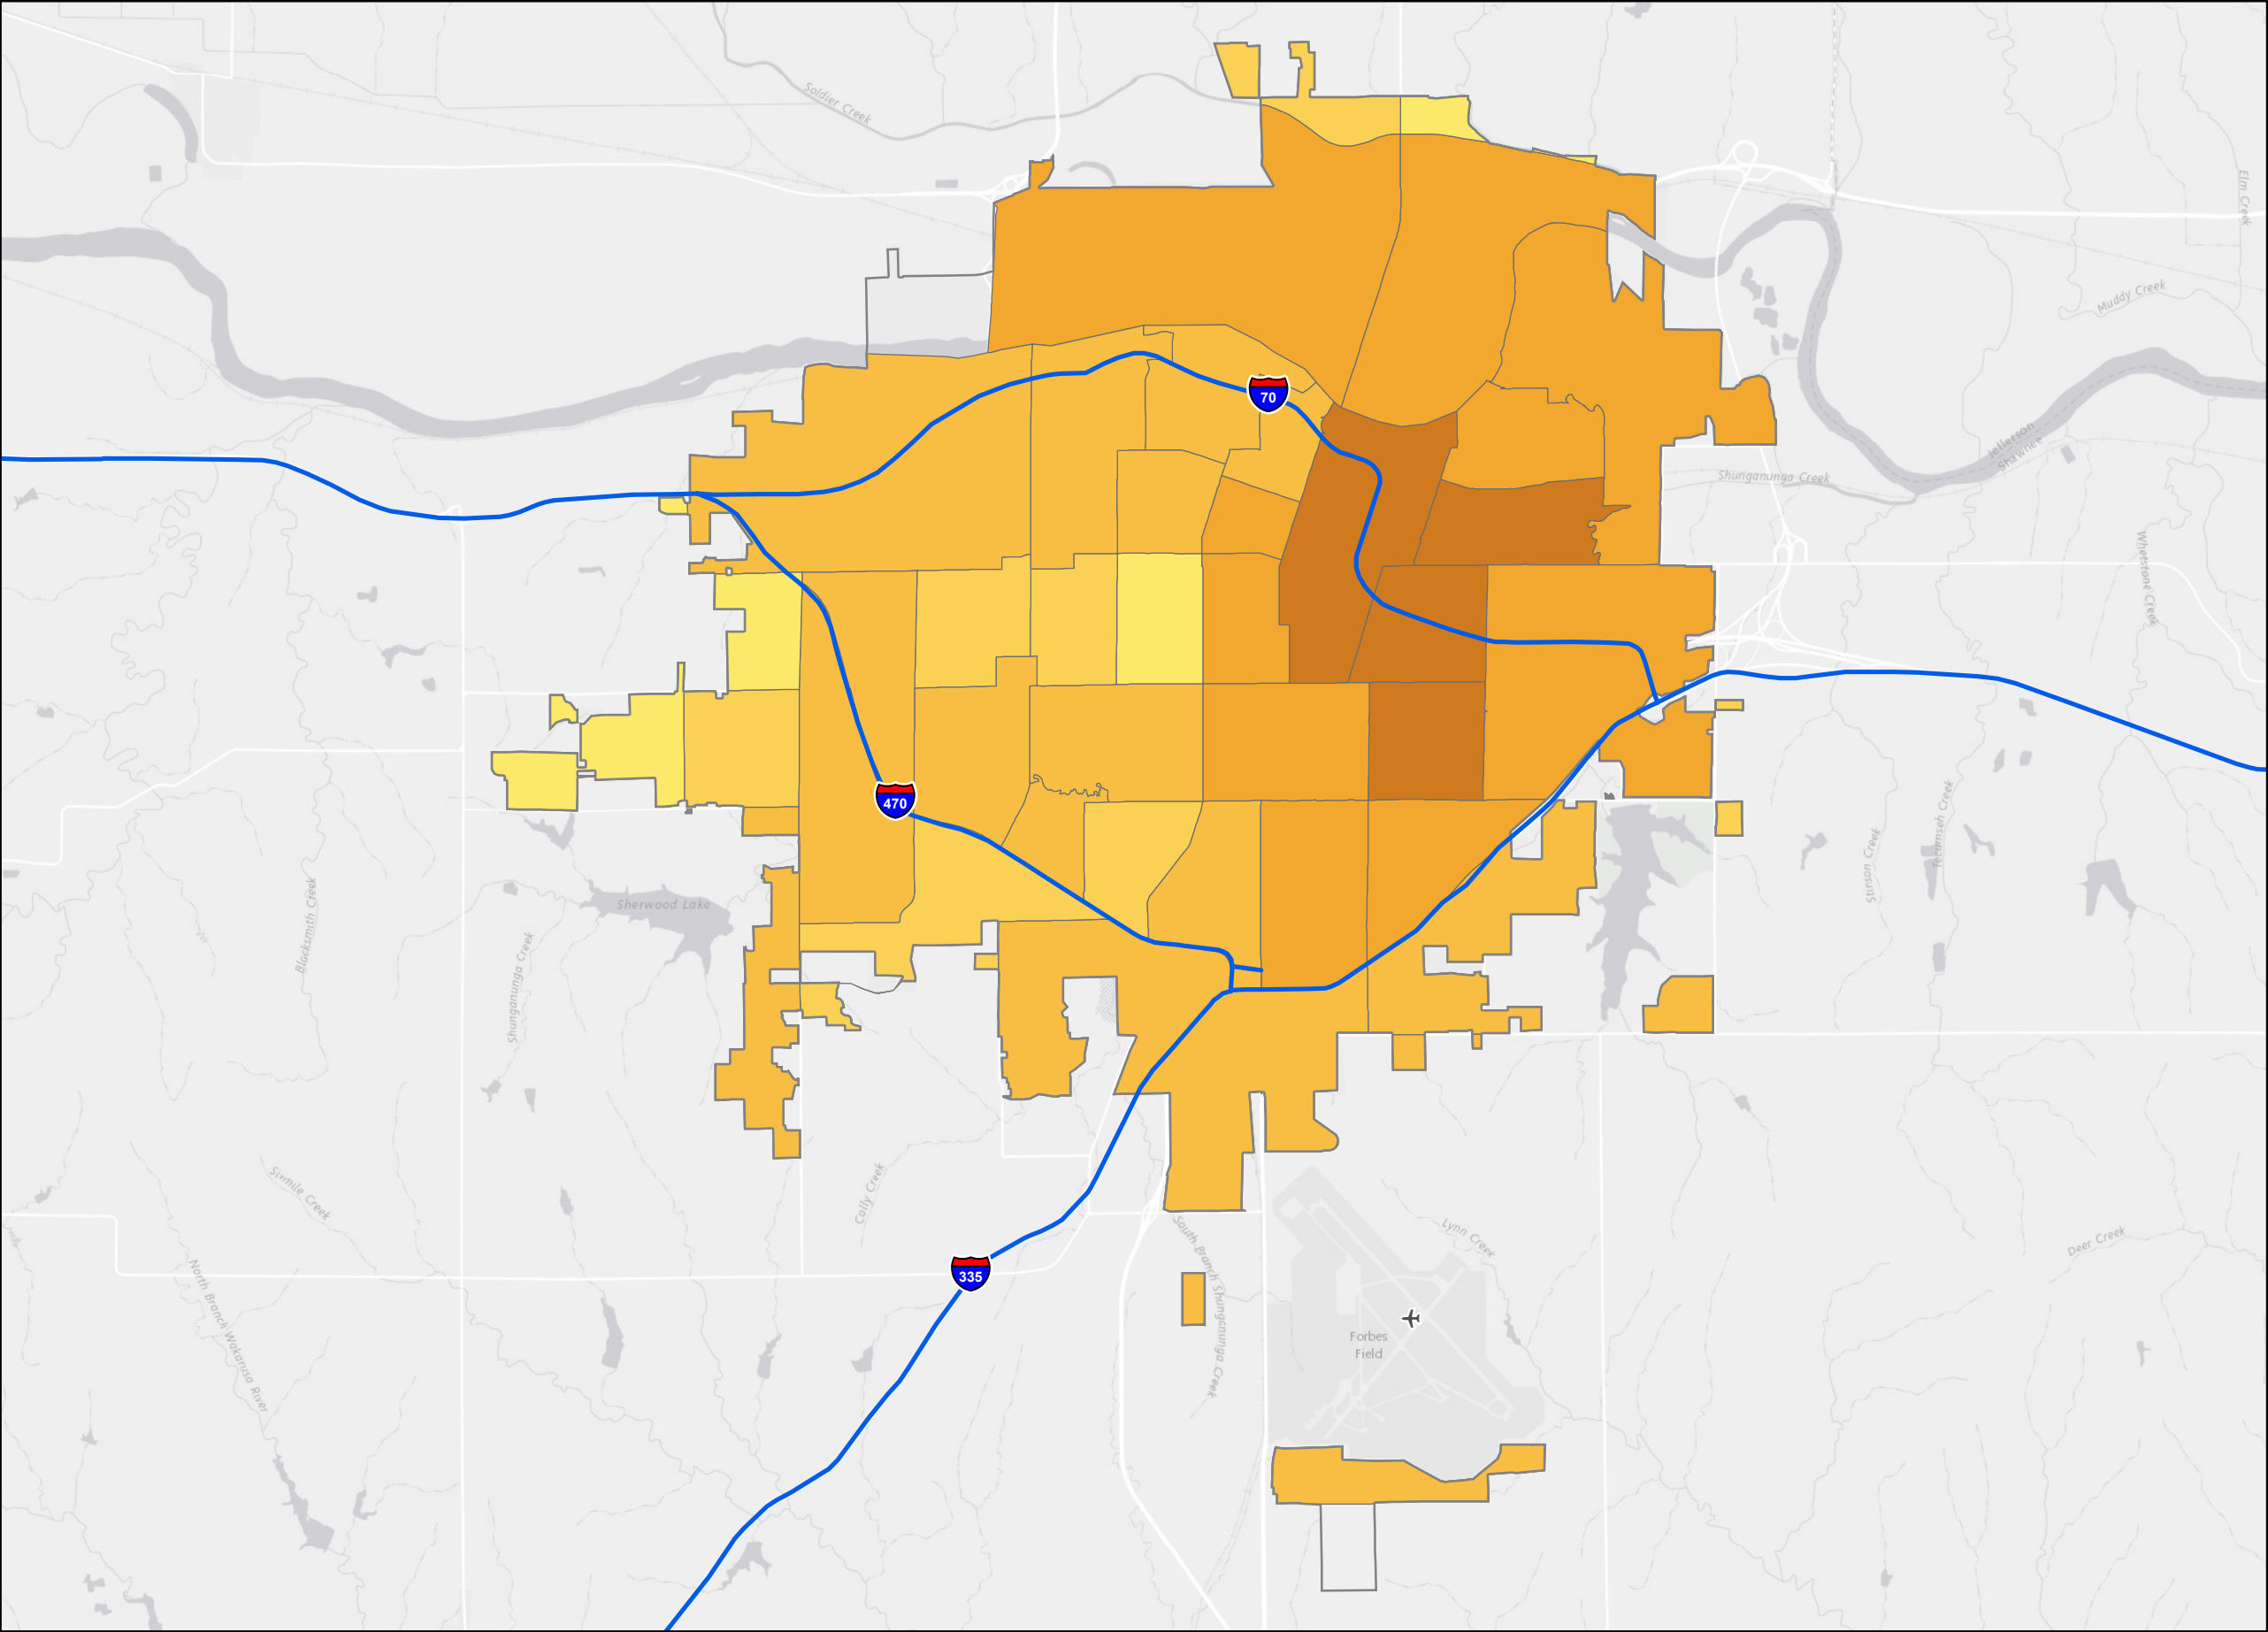 Soldier Creek
Elm Creek
Muddy Creek
70
Jefferson
Shawnee
Shunganunga Creek
Whetstone Creek
470
Sherwood Lake
Blacksmith Creek
Shunganunga Creek
Stinson Creek
Tecumseh Creek
Sixmile Creek
Colly Creek
South Branch Shunganunga Creek
Lynn Creek
Deer Creek
North Branch Wakarusa River
335
Forbes
Field